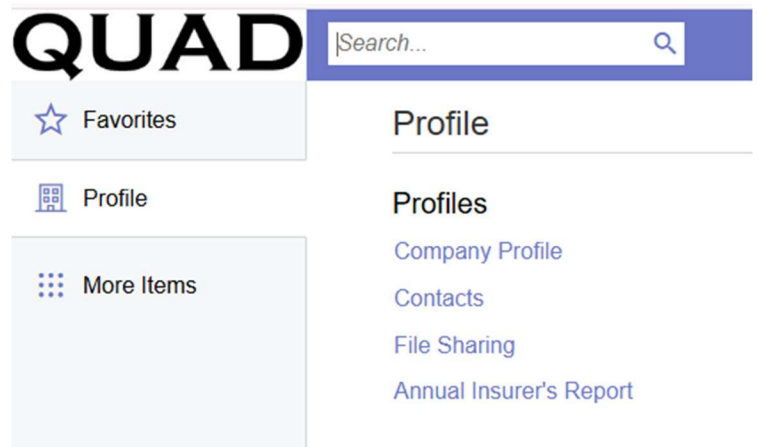 QUAD
Search...
Favorites
Profile
More Items
Profile
Profiles
Company Profile
Contacts
File Sharing
Annual Insurer's Report